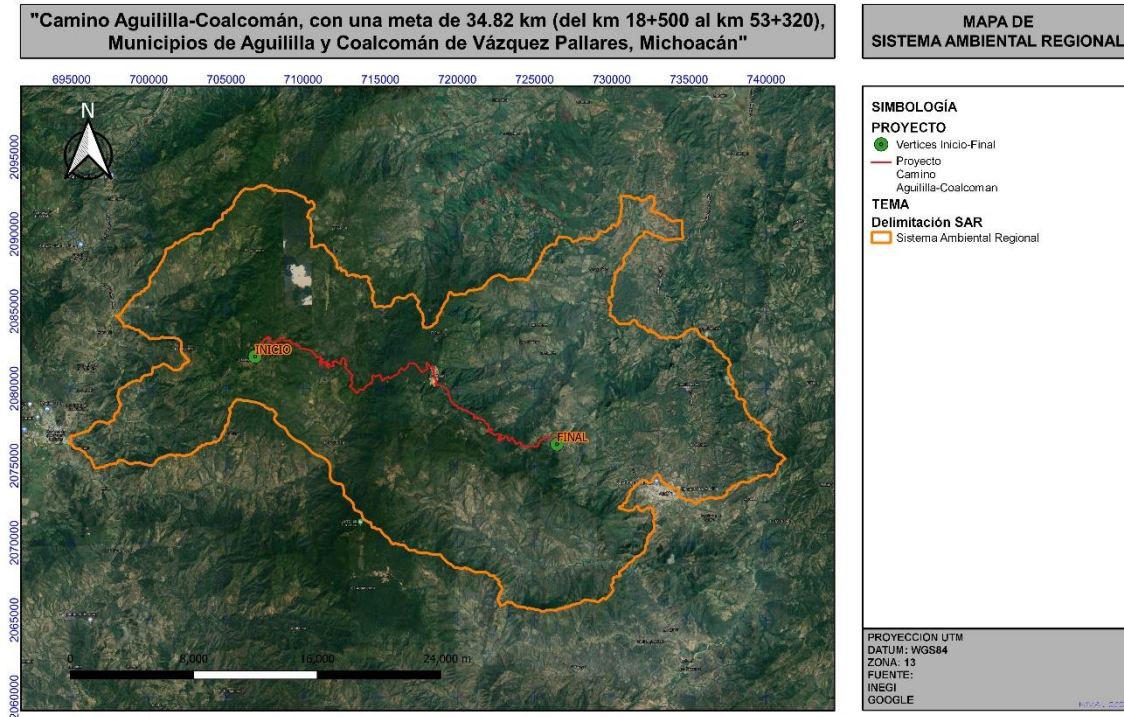 "Camino Aguililla-Coalcomán, con una meta de 34.82 km (del km 18+500 al km 53+320),
Municipios de Aguililla y Coalcomán de Vázquez Pallares, Michoacán"
MAPA DE
SISTEMA AMBIENTAL REGIONAL
695000 700000 705000 710000 715000 720000 725000 730000 735000 740000
N
2095000
2090000
2085000
2080000
2075000
2070000
2065000
2060000
INICIO
FINAL
0 8,000 16,000 24,000 m
SIMBOLOGÍA
PROYECTO
Vertices Inicio-Final
Proyecto
Camino
Aguililla-Coalcoman
TEMA
Delimitación SAR
Sistema Ambiental Regional
PROYECCION UTM
DATUM: WGS84
ZONA: 13
FUENTE:
INEGI
GOOGLE